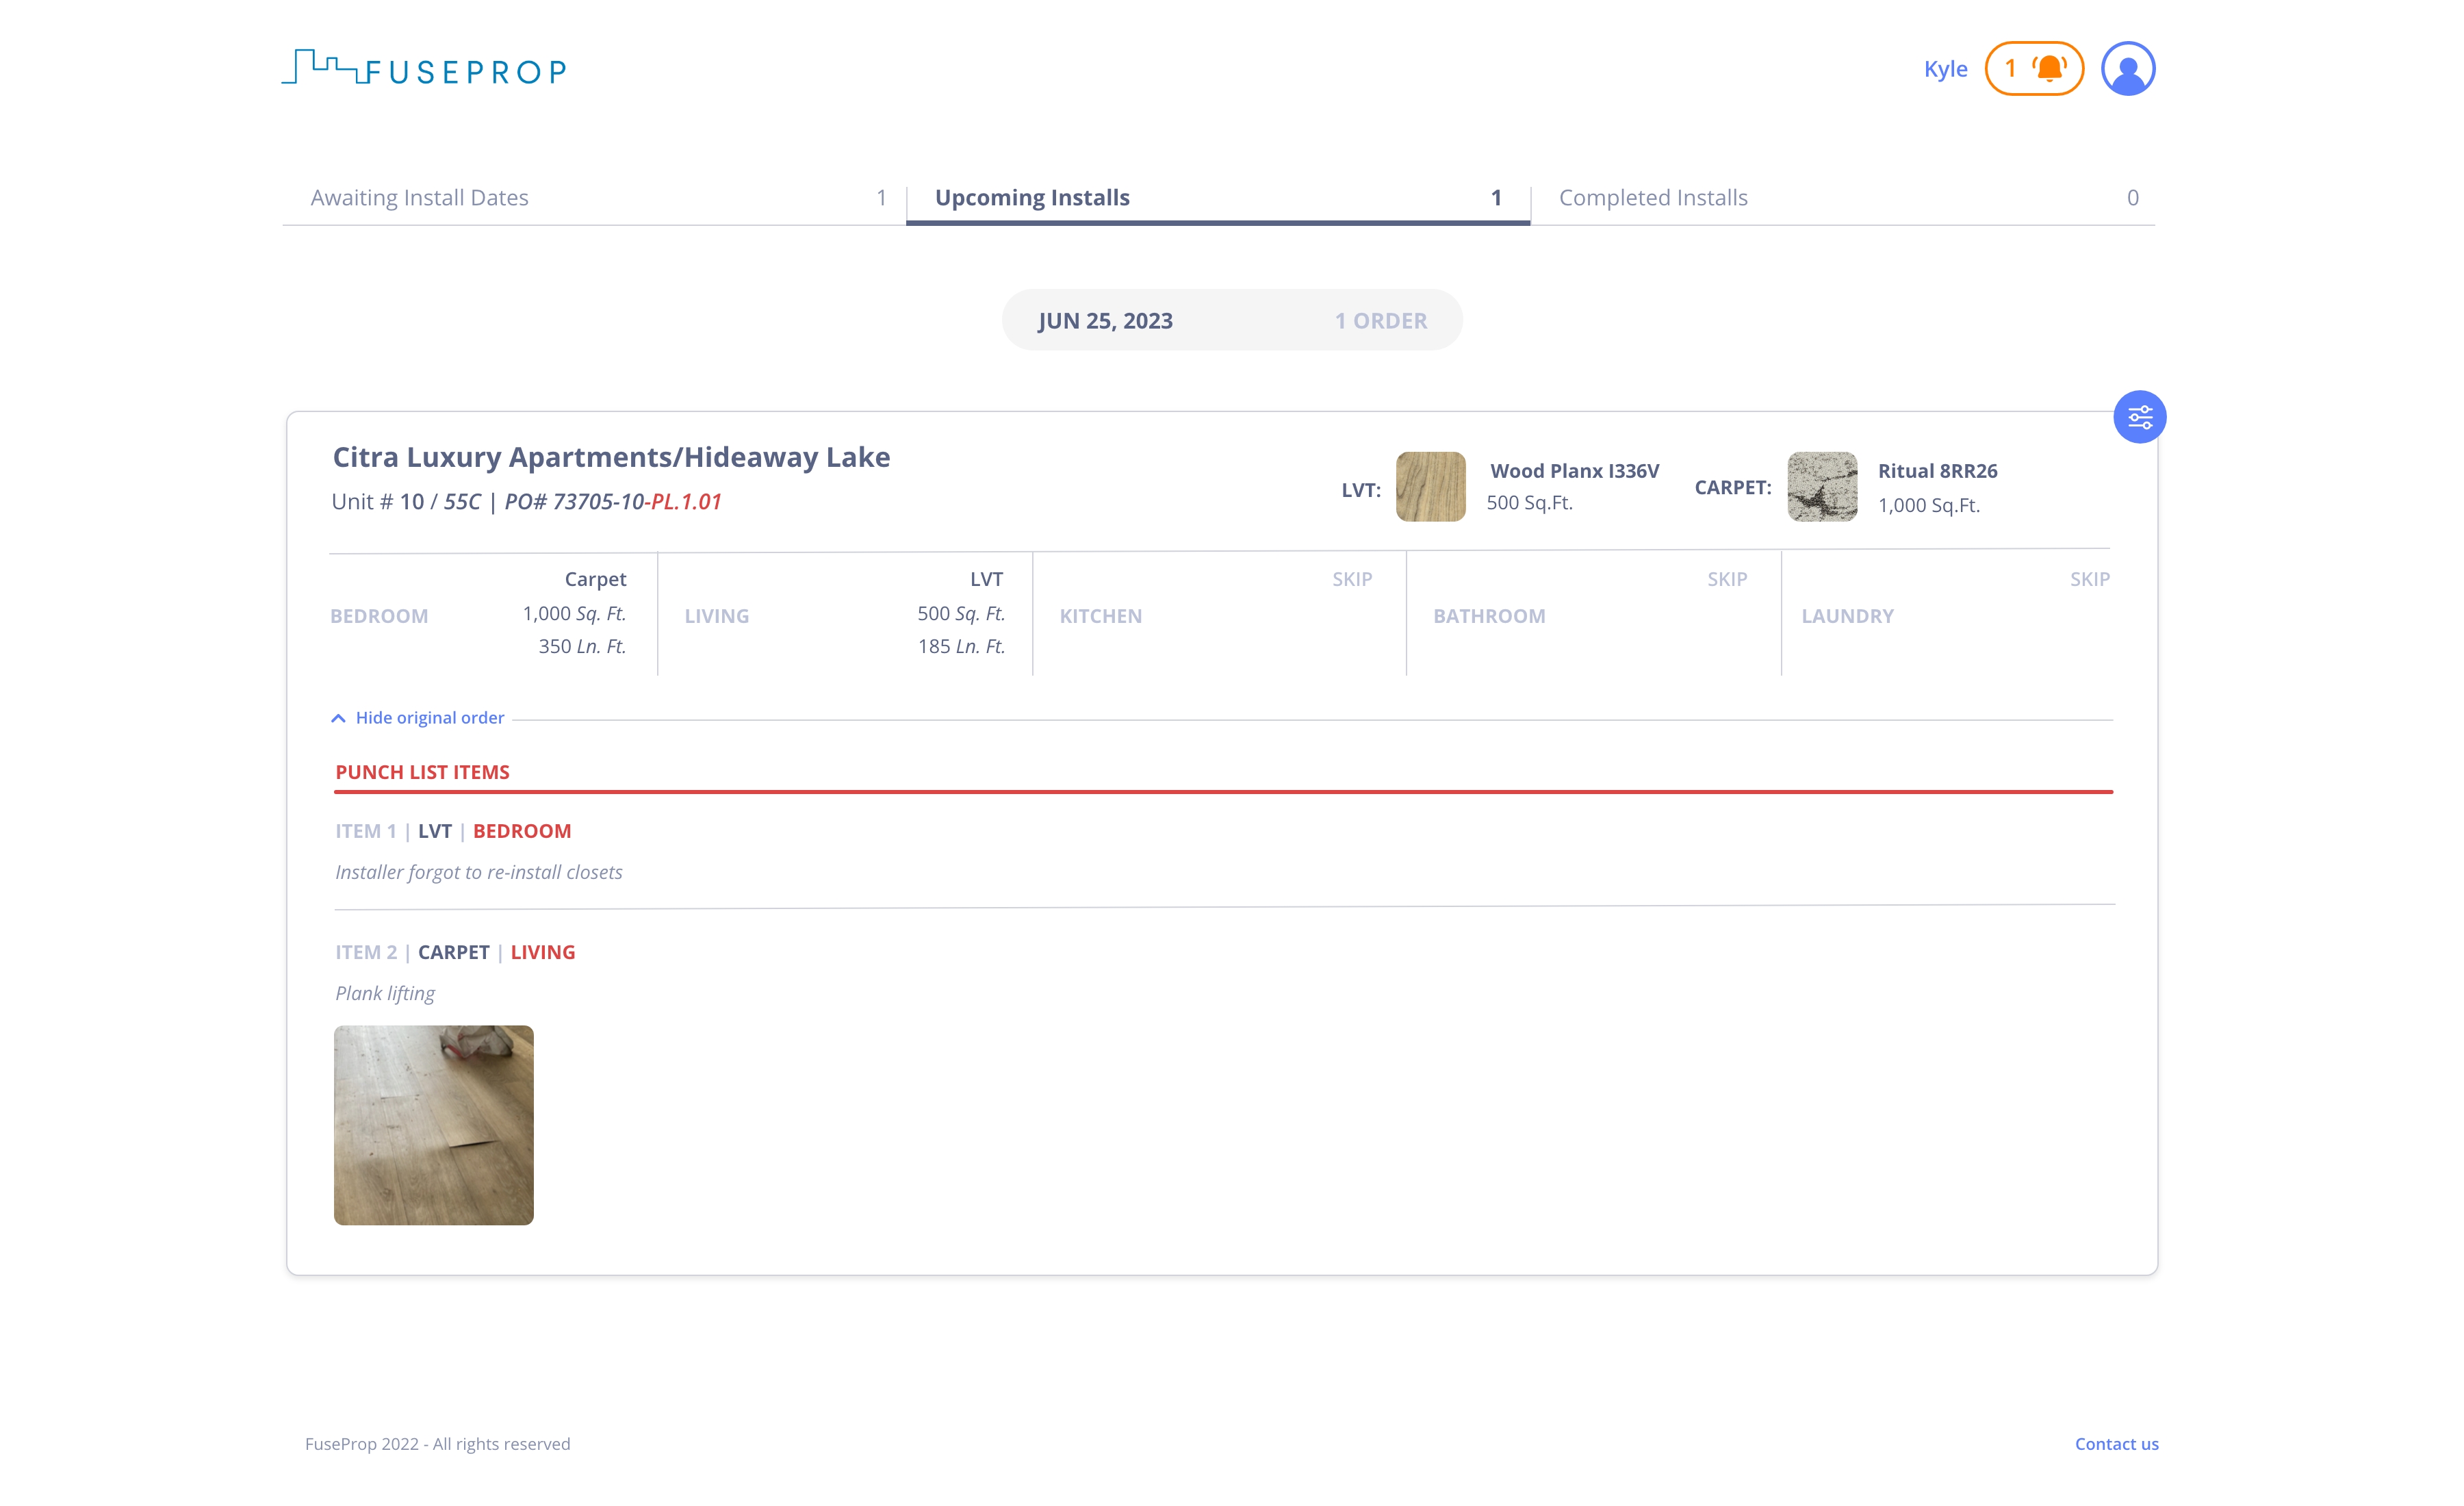 FUSEPROP
Kyle 1
Awaiting Install Dates 1 Upcoming Installs 1 Completed Installs 0
JUN 25, 2023 1 ORDER
Citra Luxury Apartments/Hideaway Lake
Unit # 10 / 55C | PO# 73705-10-PL.1.01
LVT: Wood Planx I336V
500 Sq.Ft.
CARPET: Ritual 8RR26
1,000 Sq.Ft.
BEDROOM Carpet
1,000 Sq. Ft.
350 Ln. Ft.
LIVING LVT
500 Sq. Ft.
185 Ln. Ft.
KITCHEN SKIP
BATHROOM SKIP
LAUNDRY SKIP
Hide original order
PUNCH LIST ITEMS
ITEM 1 | LVT | BEDROOM
Installer forgot to re-install closets
ITEM 2 | CARPET | LIVING
Plank lifting
FuseProp 2022 - All rights reserved Contact us